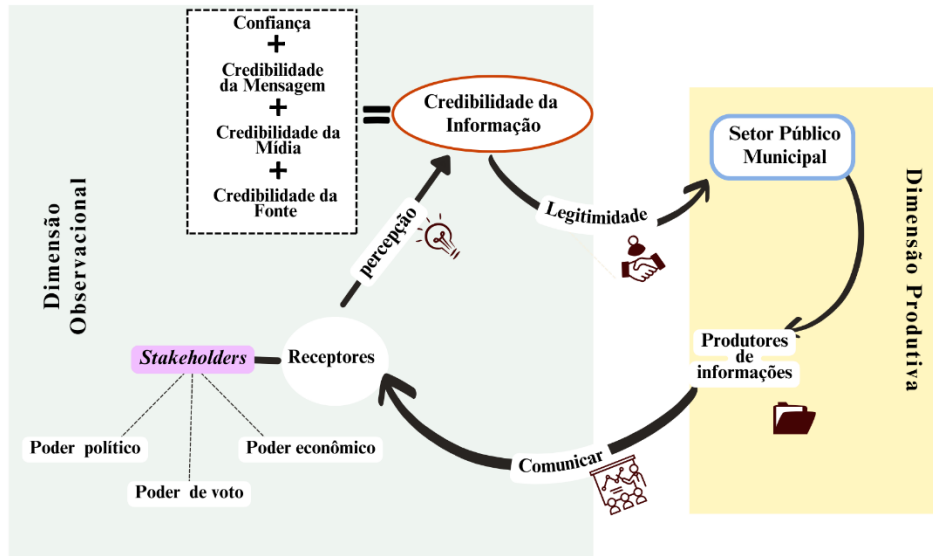 Confiança
+
Credibilidade
da Mensagem
+
Credibilidade da
Mídia
+
Credibilidade da
Fonte
=
Credibilidade da
Informação
Setor Público
Municipal
Legitimidade
percepção
Dimensão
Observacional
Dimensão Produtiva
Produtores
de
informações
Stakeholders
Receptores
Poder político
Poder econômico
Poder de voto
Comunicar